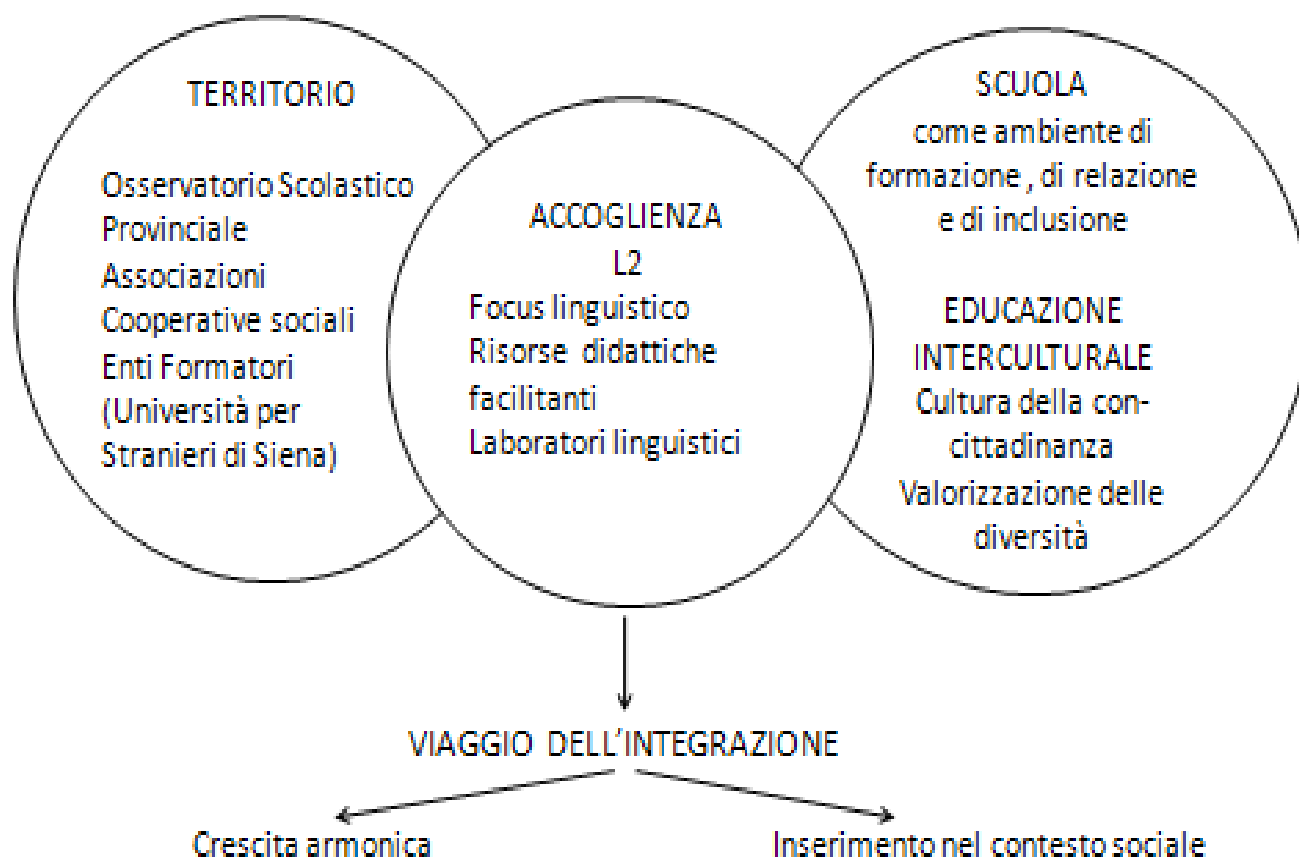 TERRITORIO
Osservatorio Scolastico
Provinciale
Associazioni
Cooperative sociali
Enti Formatori
(Università per
Stranieri di Siena)
ACCOGLIENZA
L2
Focus linguistico
Risorse didattiche
facilitanti
Laboratori linguistici
SCUOLA
come ambiente di
formazione , di relazione
e di inclusione
EDUCAZIONE
INTERCULTURALE
Cultura della con-
cittadinanza
Valorizzazione delle
diversità
VIAGGIO DELL'INTEGRAZIONE
Crescita armonica
Inserimento nel contesto sociale